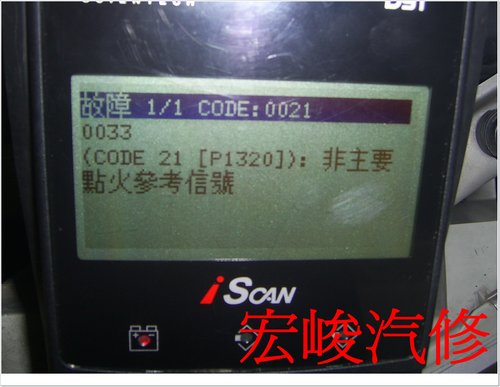 DSI
故障 1/1 CODE:0021
0033
(CODE 21 [P1320]): 非主要
點火參考信號
iSCAN
宏峻汽修